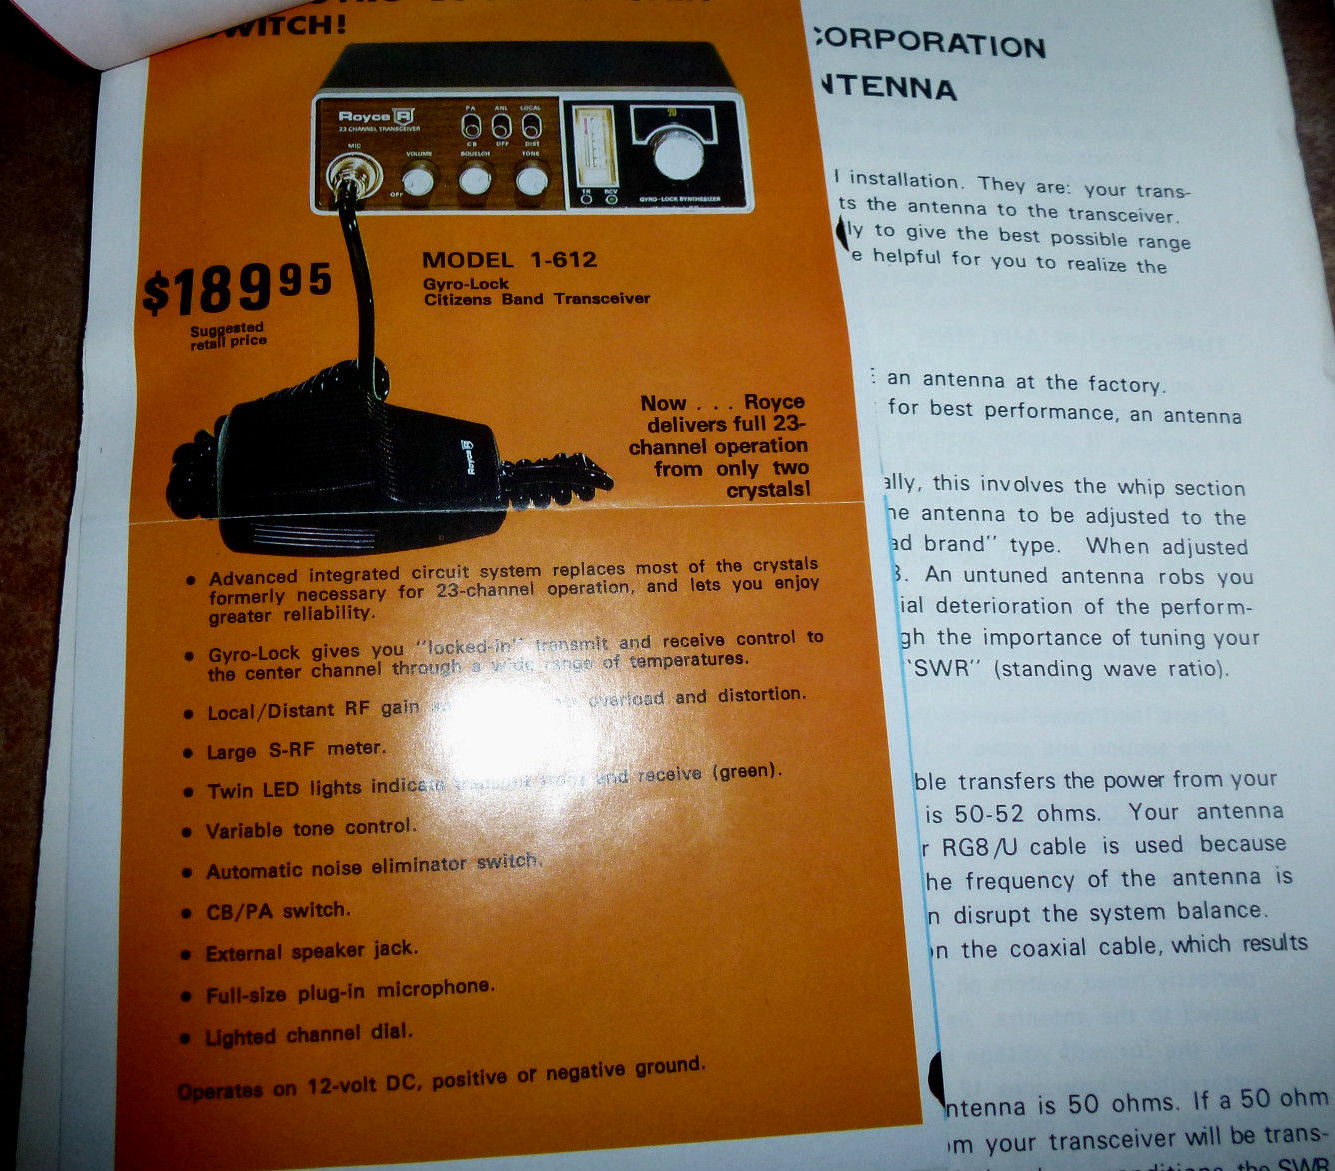 SWITCH!
Royce R
23 CHANNEL TRANSCEIVER
PA ANL LOCAL
CB OFF DIST
MIC
VOLUME SQUELCH TONE
OFF
TR RCV
GYRO-LOCK SYNTHESIZER
MODEL 1-612
Gyro-Lock
Citizens Band Transceiver
$189 95
Suggested
retail price
Now . . . Royce
delivers full 23-
channel operation
from only two
crystals!
Royce R
• Advanced integrated circuit system replaces most of the crystals
formerly necessary for 23-channel operation, and lets you enjoy
greater reliability.
• Gyro-Lock gives you "locked-in" transmit and receive control to
the center channel through a wide range of temperatures.
• Local/Distant RF gain overload and distortion.
• Large S-RF meter.
• Twin LED lights indicate and receive (green).
• Variable tone control.
• Automatic noise eliminator switch.
• CB/PA switch.
• External speaker jack.
• Full-size plug-in microphone.
• Lighted channel dial.
Operates on 12-volt DC, positive or negative ground.
CORPORATION
NTENNA
l installation. They are: your trans-
ts the antenna to the transceiver.
ly to give the best possible range
e helpful for you to realize the
an antenna at the factory.
for best performance, an antenna
ally, this involves the whip section
he antenna to be adjusted to the
ad brand" type. When adjusted
An untuned antenna robs you
ial deterioration of the perform-
gh the importance of tuning your
"SWR" (standing wave ratio).
ble transfers the power from your
is 50-52 ohms. Your antenna
r RG8/U cable is used because
he frequency of the antenna is
n disrupt the system balance.
on the coaxial cable, which results
ntenna is 50 ohms. If a 50 ohm
om your transceiver will be trans-
the SWR